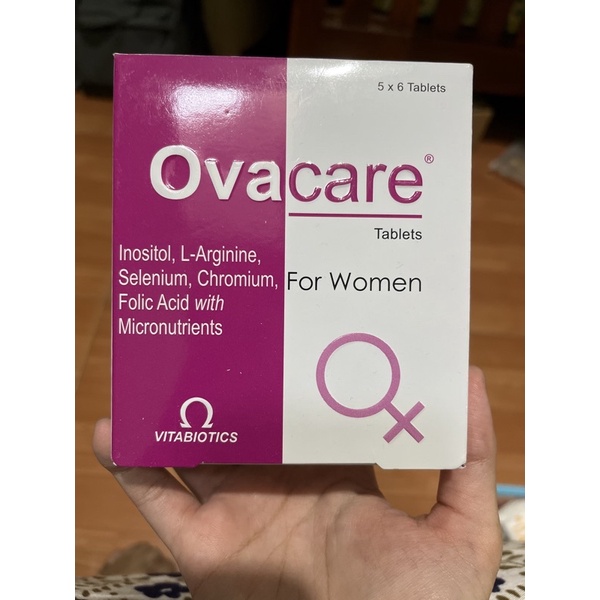 5 x 6 Tablets
Ovacare®
Tablets
Inositol, L-Arginine,
Selenium, Chromium,
Folic Acid with
Micronutrients
For Women
VITABIOTICS